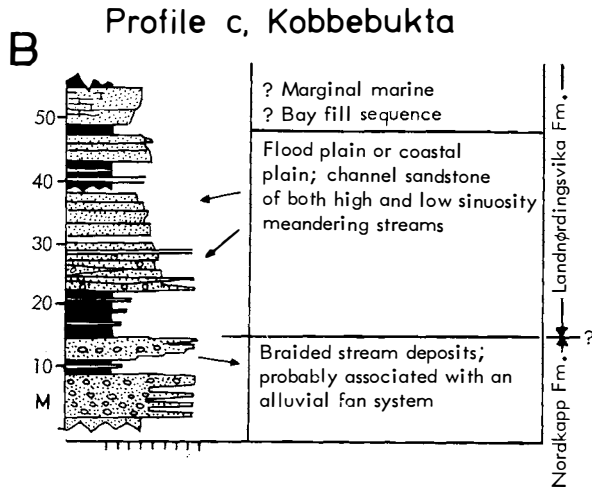 Profile c, Kobbebukta
B
? Marginal marine
? Bay fill sequence
50
Flood plain or coastal
plain; channel sandstone
of both high and low sinuosity
meandering streams
40
30
20
10
M
Braided stream deposits;
probably associated with an
alluvial fan system
Landnørdingsvika Fm.
?
Nordkapp Fm.